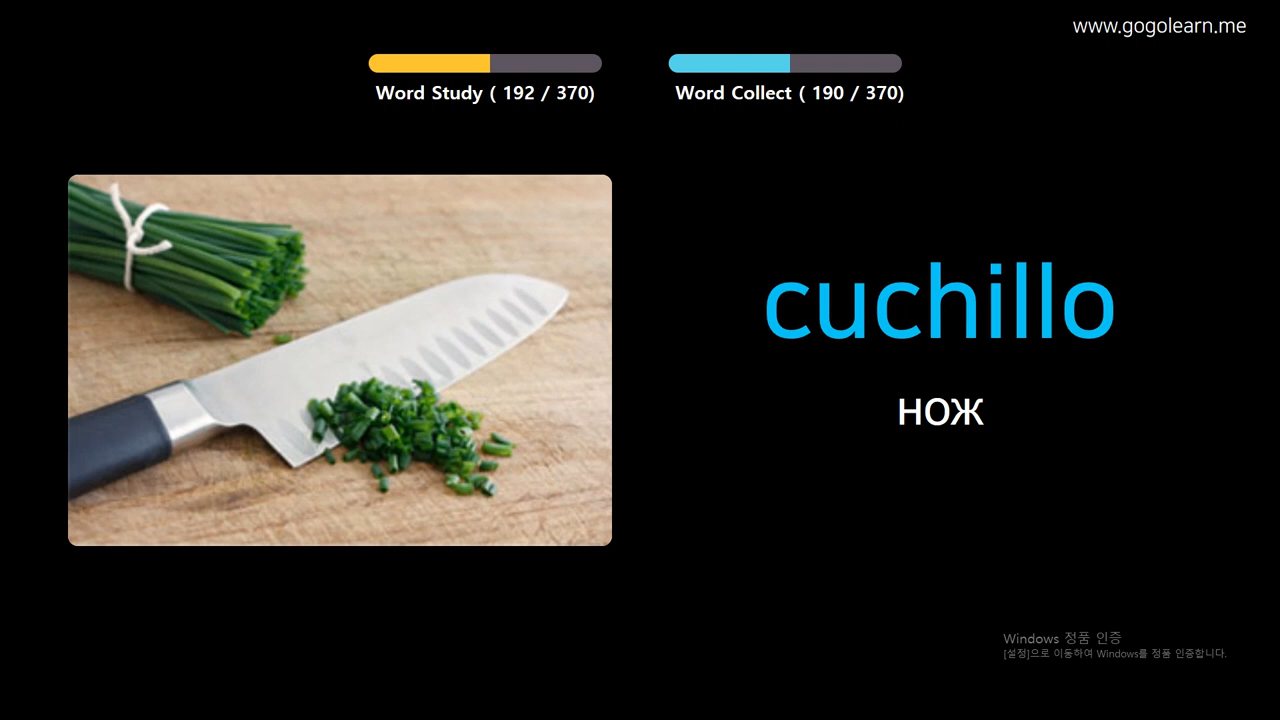 www.gogolearn.me
Word Study ( 192 / 370)
Word Collect ( 190 / 370)
cuchillo
нож
Windows 정품 인증
[설정]으로 이동하여 Windows를 정품 인증합니다.